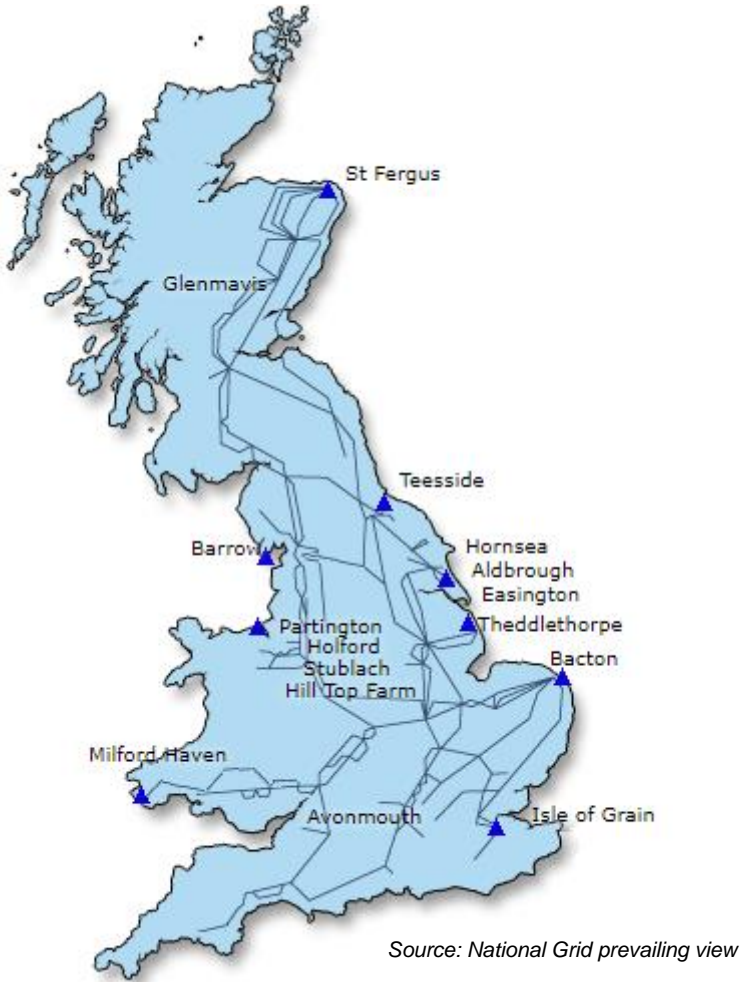 St Fergus
Glenmavis
Teesside
Barrow
Hornsea
Aldbrough
Easington
Partington
Theddlethorpe
Holford
Stublach
Bacton
Hill Top Farm
Milford Haven
Avonmouth
Isle of Grain
Source: National Grid prevailing view